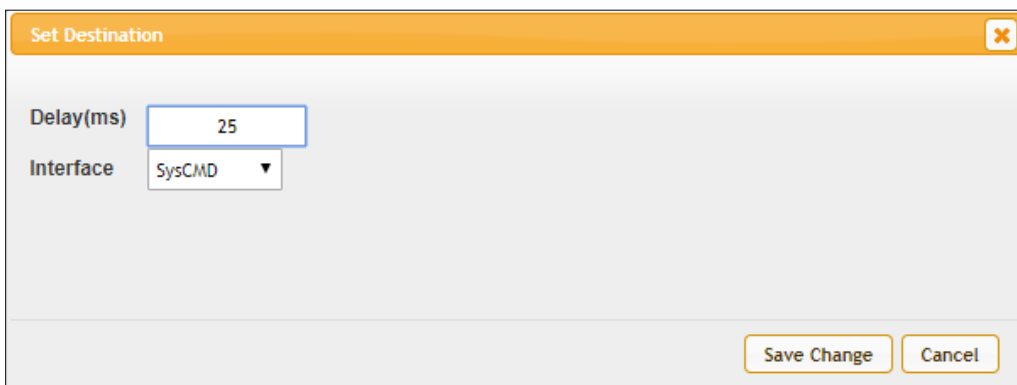 Set Destination
Delay(ms) 25
Interface SysCMD
Save Change Cancel